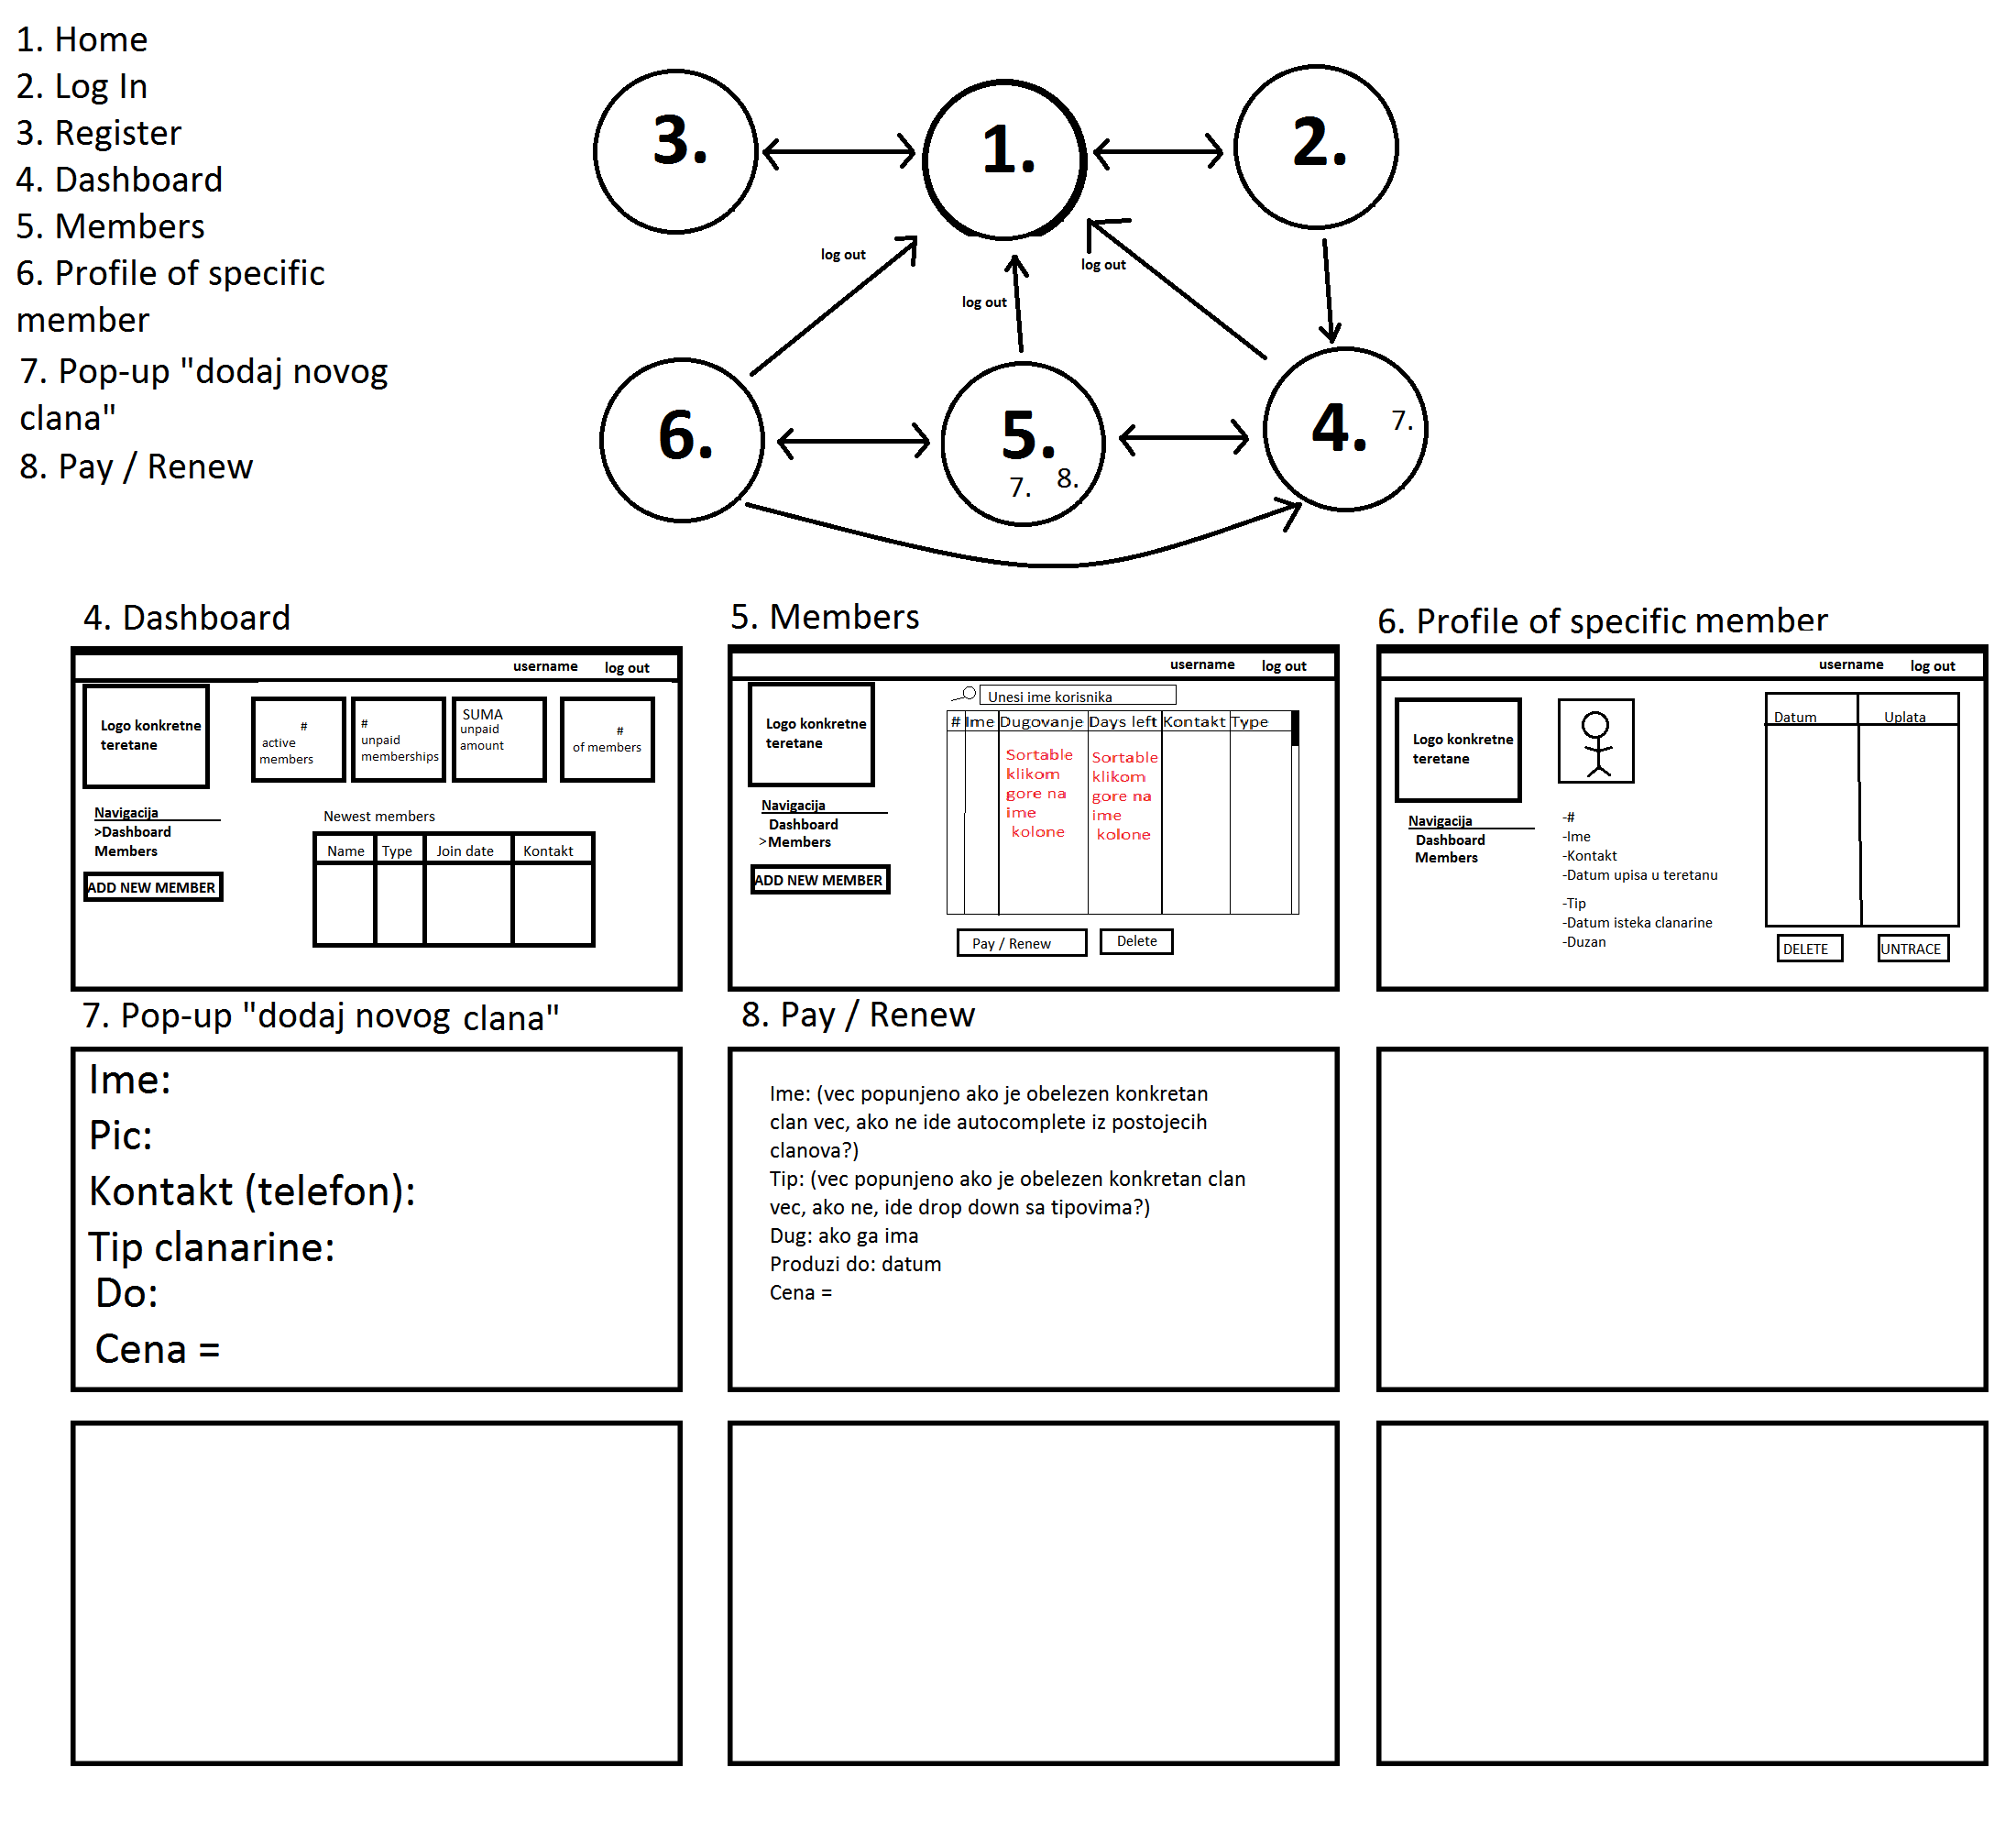 1. Home
2. Log In
3. Register
4. Dashboard
5. Members
6. Profile of specific
member
7. Pop-up "dodaj novog
clana"
8. Pay / Renew
3.
1.
2.
log out
log out
log out
6.
5.
7.
8.
4.
7.
4. Dashboard
username
log out
Logo konkretne
teretane
#
active
members
#
unpaid
memberships
SUMA
unpaid
amount
#
of members
Navigacija
>Dashboard
Members
ADD NEW MEMBER
Newest members
Name
Type
Join date
Kontakt
5. Members
username
log out
Logo konkretne
teretane
Navigacija
Dashboard
>Members
ADD NEW MEMBER
Unesi ime korisnika
#
Ime
Dugovanje
Days left
Kontakt
Type
Sortable
klikom
gore na
ime
kolone
Sortable
klikom
gore na
ime
kolone
Pay / Renew
Delete
6. Profile of specific member
username
log out
Logo konkretne
teretane
Navigacija
Dashboard
Members
-#
-Ime
-Kontakt
-Datum upisa u teretanu
-Tip
-Datum isteka clanarine
-Duzan
Datum
Uplata
DELETE
UNTRACE
7. Pop-up "dodaj novog clana"
Ime:
Pic:
Kontakt (telefon):
Tip clanarine:
Do:
Cena =
8. Pay / Renew
Ime: (vec popunjeno ako je obelezen konkretan
clan vec, ako ne ide autocomplete iz postojecih
clanova?)
Tip: (vec popunjeno ako je obelezen konkretan clan
vec, ako ne, ide drop down sa tipovima?)
Dug: ako ga ima
Produzi do: datum
Cena =